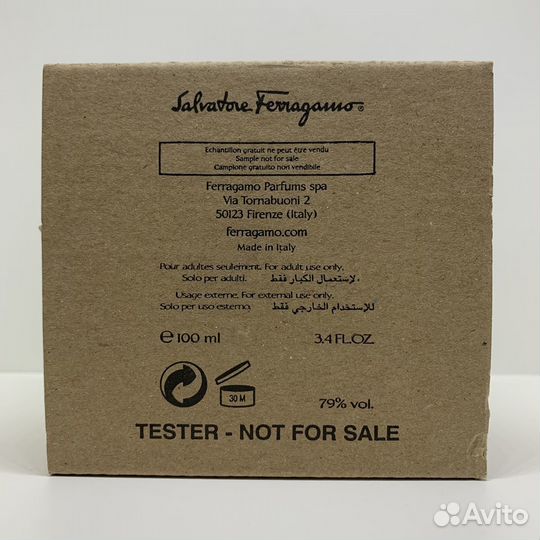 Salvatore Ferragamo®
Echantillon gratuit ne peut être vendu
Sample not for sale
Campione gratuito non vendibile
Ferragamo Parfums spa
Via Tornabuoni 2
50123 Firenze (Italy)
ferragamo.com
Made in Italy
Pour adultes seulement. For adult use only.
Solo per adulti. لإستعمال الكبار فقط.
Usage externe. For external use only.
Solo per uso esterno. للإستخدام الخارجي فقط
℮ 100 ml 3.4 FL.OZ.
30 M
79% vol.
TESTER - NOT FOR SALE
Avito